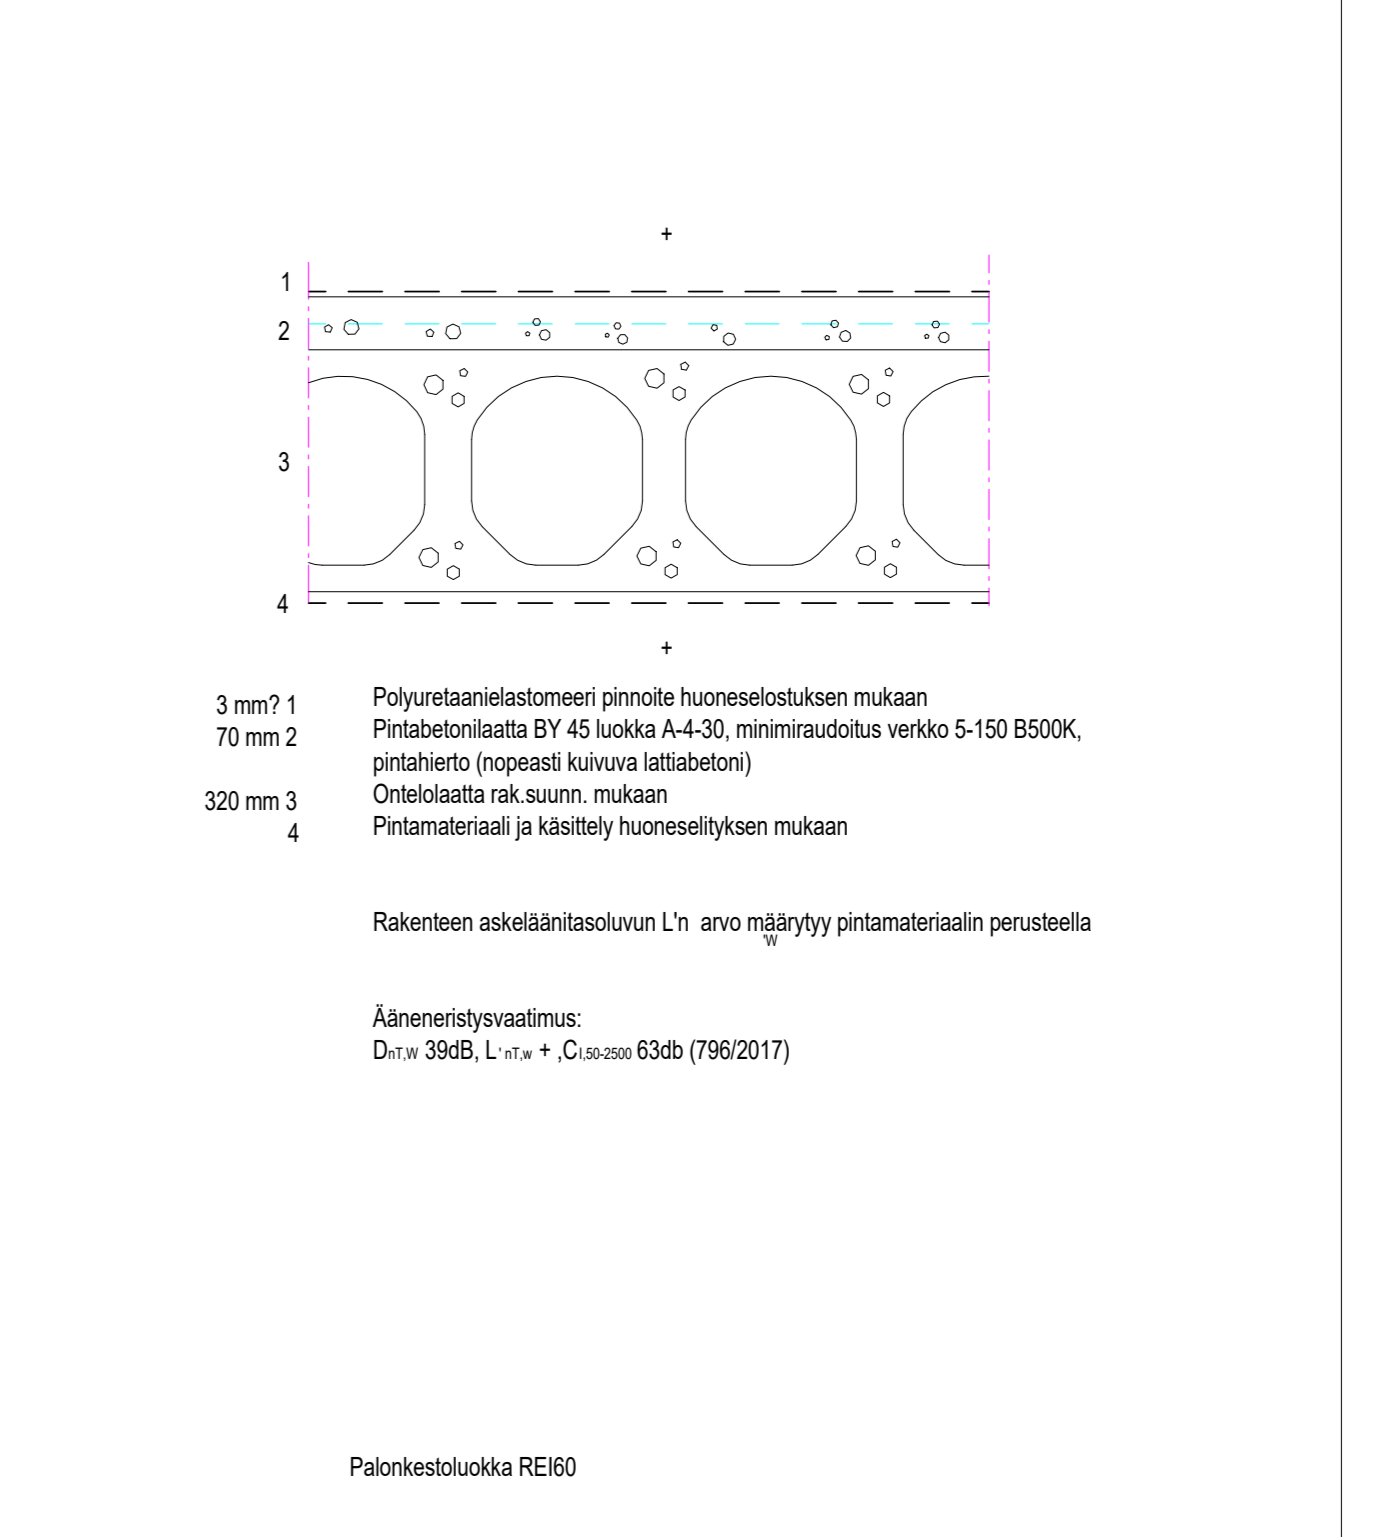 +
1
2
3
4
+
3 mm? 1 Polyuretaanielastomeeri pinnoite huoneselostuksen mukaan
70 mm 2 Pintabetonilaatta BY 45 luokka A-4-30, minimiraudoitus verkko 5-150 B500K,
pintahierto (nopeasti kuivuva lattiabetoni)
320 mm 3 Ontelolaatta rak.suunn. mukaan
4 Pintamateriaali ja käsittely huoneselityksen mukaan
Rakenteen askeläänitasoluvun L'n arvo määrytyy pintamateriaalin perusteella
'W
Ääneneristysvaatimus:
DnT,W 39dB, L'nT,w + ,CI,50-2500 63db (796/2017)
Palonkestoluokka REI60